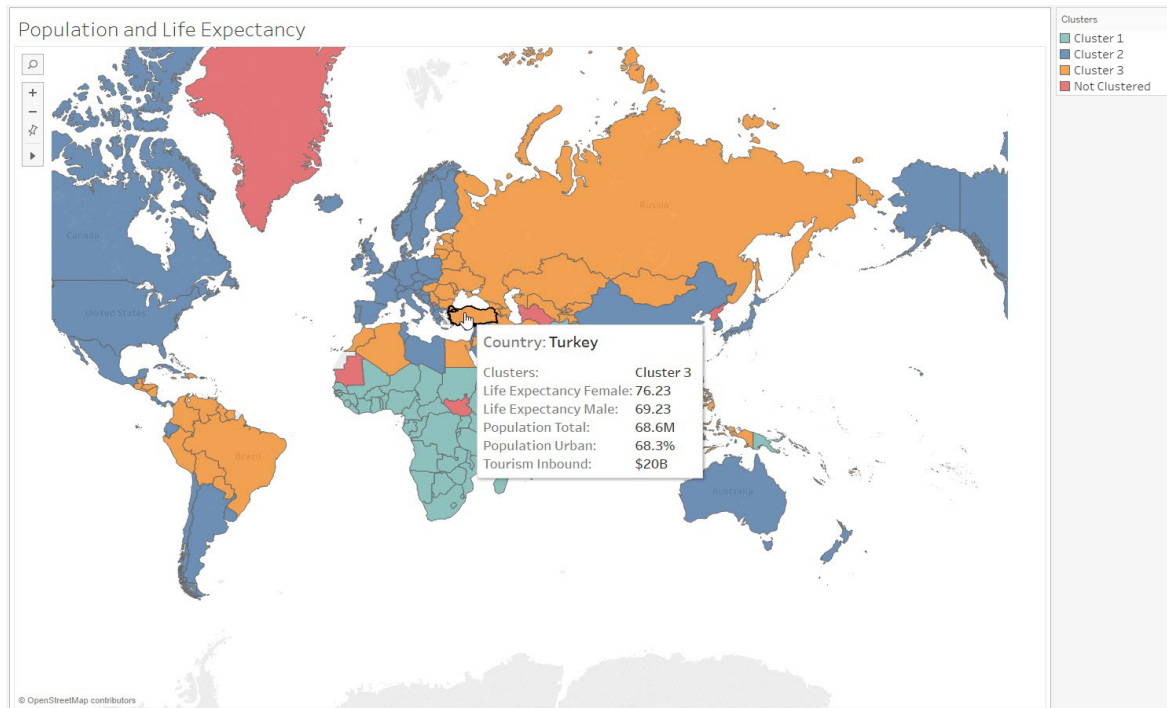 Population and Life Expectancy
Clusters
Cluster 1
Cluster 2
Cluster 3
Not Clustered
Russia
Canada
United States
Country: Turkey
Clusters: Cluster 3
Life Expectancy Female: 76.23
Life Expectancy Male: 69.23
Population Total: 68.6M
Population Urban: 68.3%
Tourism Inbound: $20B
Brazil
Australia
© OpenStreetMap contributors